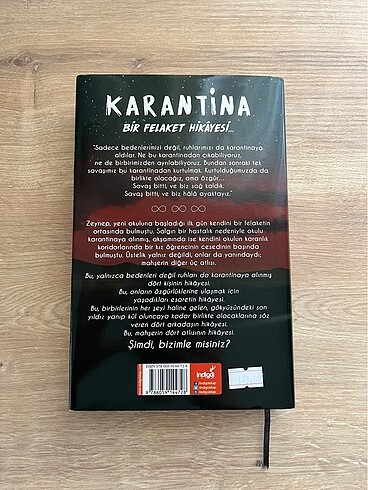 KARANTİNA
BİR FELAKET HİKÂYESİ...
"Sadece bedenlerimizi değil, ruhlarımızı da karantinaya
aldılar. Ne bu karantinadan çıkabiliyoruz,
ne de birbirimizden ayrılabiliyoruz. Bundan sonraki tek
savaşımız bu karantinadan kurtulmak. Kurtulduğumuzda da
birlikte olacağız, ama özgür...
Savaş bitti, ve biz sağ kaldık.
Savaş bitti, ve biz hâlâ ayaktayız."
Zeynep, yeni okuluna başladığı ilk gün kendini bir felaketin
ortasında bulmuştu. Salgın bir hastalık nedeniyle okulu
karantinaya alınmış, akşamında ise kendini okulun karanlık
koridorlarında bir kız öğrencinin cesedinin başında
bulmuştu. Üstelik yalnız değildi, onlar da yanındaydı;
mahşerin diğer üç atlısı.
Bu, yalnızca bedenleri değil ruhları da karantinaya alınmış
dört kişinin hikâyesi.
Bu, onların özgürlüklerine ulaşmak için
yaşadıkları esaretin hikâyesi.
Bu, birbirlerinin her şeyi haline gelen, gökyüzündeki son
yıldız yanıp kül olunaya kadar birlikte olacaklarına söz
veren dört arkadaşın hikâyesi.
Bu, mahşerin dört atlısının hikâyesi.
Şimdi, bizimle misiniz?
indigo
9 786059 144728